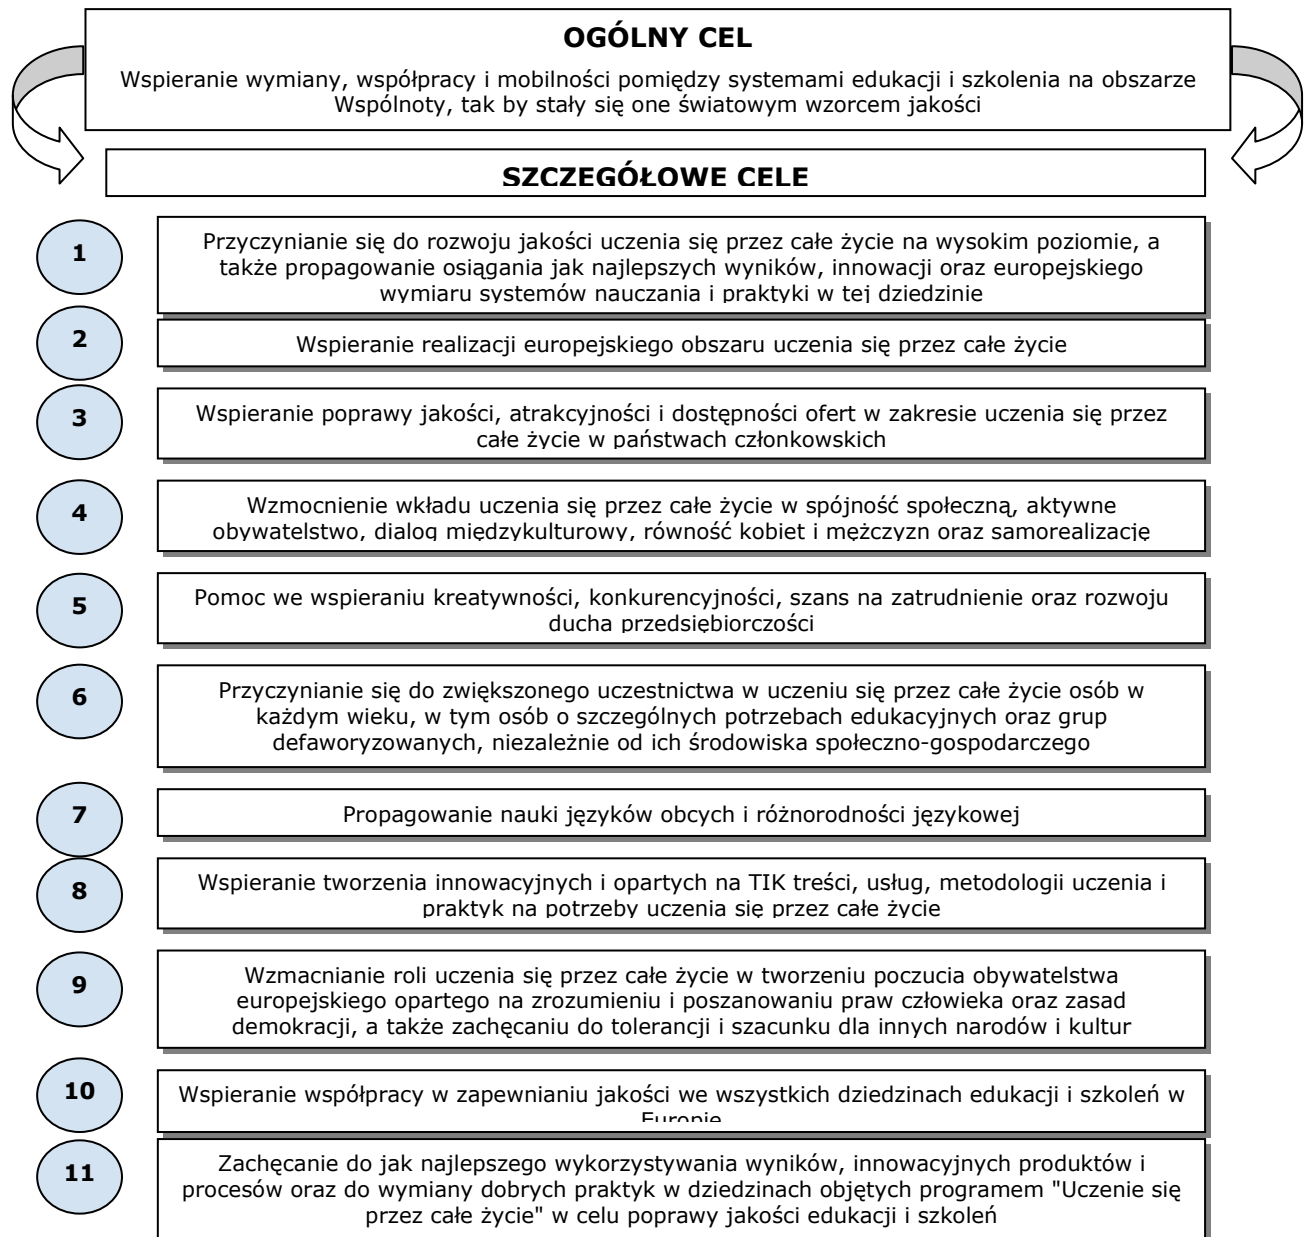 OGÓLNY CEL
Wspieranie wymiany, współpracy i mobilności pomiędzy systemami edukacji i szkolenia na obszarze
Wspólnoty, tak by stały się one światowym wzorcem jakości
SZCZEGÓŁOWE CELE
1
Przyczynianie się do rozwoju jakości uczenia się przez całe życie na wysokim poziomie, a
także propagowanie osiągania jak najlepszych wyników, innowacji oraz europejskiego
wymiaru systemów nauczania i praktyki w tej dziedzinie
2
Wspieranie realizacji europejskiego obszaru uczenia się przez całe życie
3
Wspieranie poprawy jakości, atrakcyjności i dostępności ofert w zakresie uczenia się przez
całe życie w państwach członkowskich
4
Wzmocnienie wkładu uczenia się przez całe życie w spójność społeczną, aktywne
obywatelstwo, dialog międzykulturowy, równość kobiet i mężczyzn oraz samorealizację
5
Pomoc we wspieraniu kreatywności, konkurencyjności, szans na zatrudnienie oraz rozwoju
ducha przedsiębiorczości
6
Przyczynianie się do zwiększonego uczestnictwa w uczeniu się przez całe życie osób w
każdym wieku, w tym osób o szczególnych potrzebach edukacyjnych oraz grup
defaworyzowanych, niezależnie od ich środowiska społeczno-gospodarczego
7
Propagowanie nauki języków obcych i różnorodności językowej
8
Wspieranie tworzenia innowacyjnych i opartych na TIK treści, usług, metodologii uczenia i
praktyk na potrzeby uczenia się przez całe życie
9
Wzmacnianie roli uczenia się przez całe życie w tworzeniu poczucia obywatelstwa
europejskiego opartego na zrozumieniu i poszanowaniu praw człowieka oraz zasad
demokracji, a także zachęcaniu do tolerancji i szacunku dla innych narodów i kultur
10
Wspieranie współpracy w zapewnianiu jakości we wszystkich dziedzinach edukacji i szkoleń w
Europie
11
Zachęcanie do jak najlepszego wykorzystywania wyników, innowacyjnych produktów i
procesów oraz do wymiany dobrych praktyk w dziedzinach objętych programem "Uczenie się
przez całe życie" w celu poprawy jakości edukacji i szkoleń